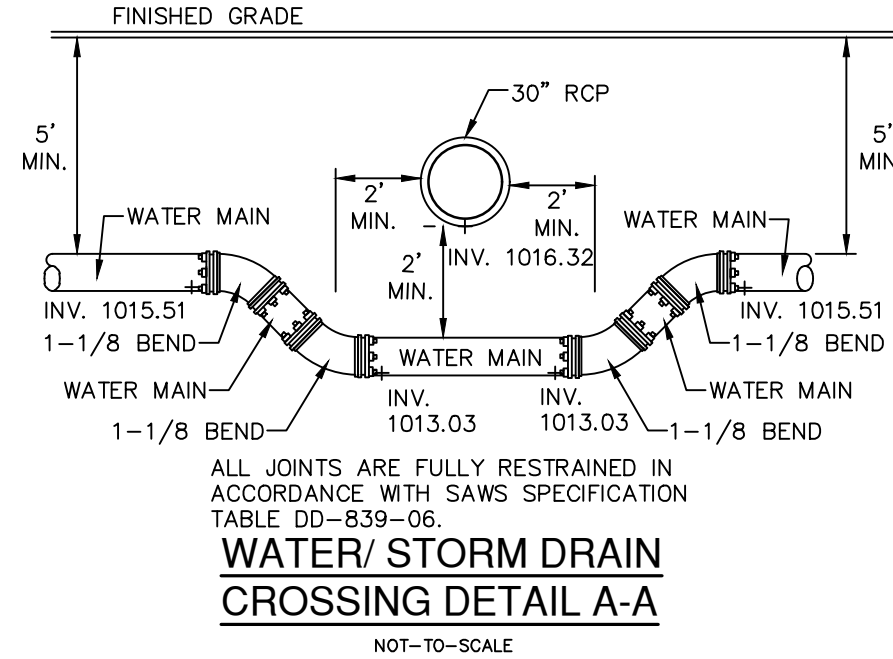 FINISHED GRADE
30” RCP
5'
MIN.
5'
MIN.
2'
MIN.
2'
MIN.
WATER MAIN
WATER MAIN
2'
MIN.
INV. 1016.32
INV. 1015.51
INV. 1015.51
1-1/8 BEND
1-1/8 BEND
WATER MAIN
WATER MAIN
WATER MAIN
INV.
1013.03
INV.
1013.03
1-1/8 BEND
1-1/8 BEND
ALL JOINTS ARE FULLY RESTRAINED IN
ACCORDANCE WITH SAWS SPECIFICATION
TABLE DD-839-06.
WATER/ STORM DRAIN
CROSSING DETAIL A-A
NOT-TO-SCALE